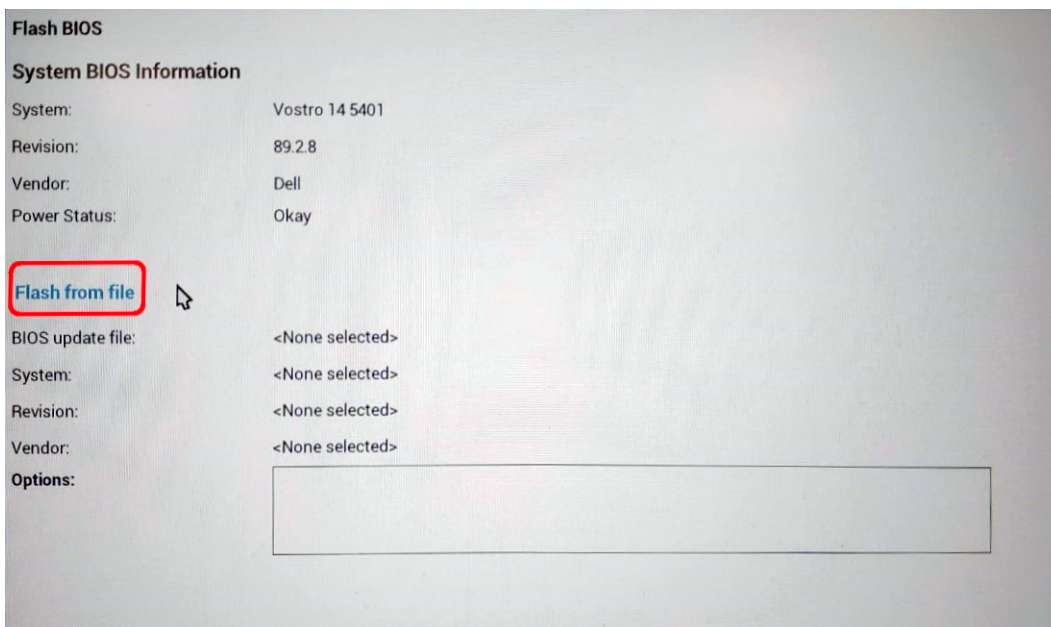 Flash BIOS
System BIOS Information
System: Vostro 14 5401
Revision: 89.2.8
Vendor: Dell
Power Status: Okay
Flash from file
BIOS update file: <None selected>
System: <None selected>
Revision: <None selected>
Vendor: <None selected>
Options: